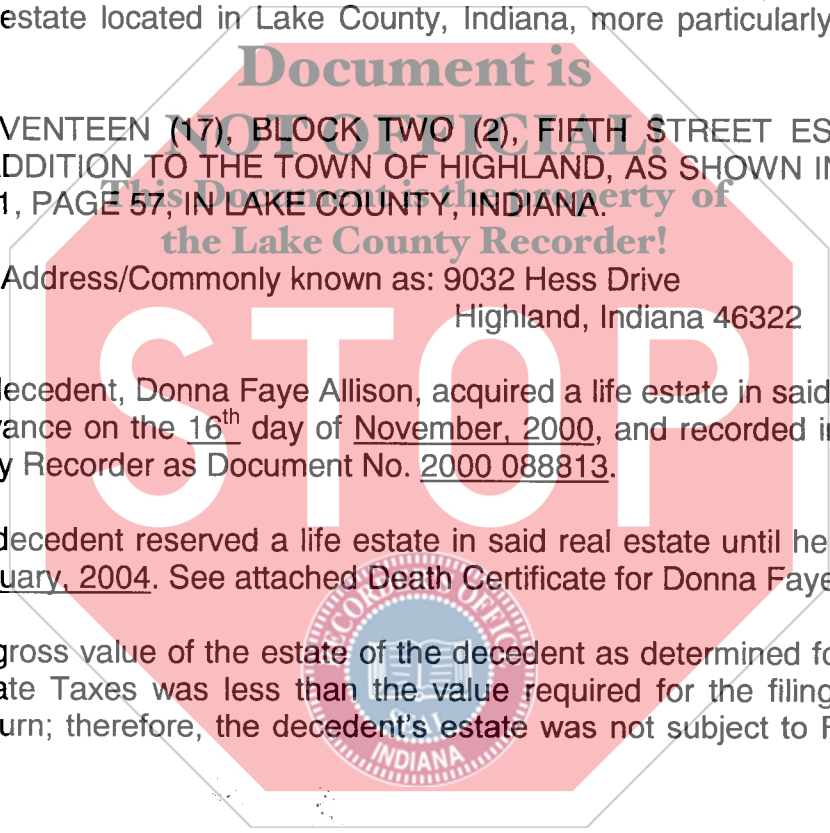 estate located in Lake County, Indiana, more particularly
Document is
NOT OFFICIAL!
VENTEEN (17), BLOCK TWO (2), FIFTH STREET ES
DDITION TO THE TOWN OF HIGHLAND, AS SHOWN IN
This Document is the property of
1, PAGE 57, IN LAKE COUNTY, INDIANA.
the Lake County Recorder!
Address/Commonly known as: 9032 Hess Drive
Highland, Indiana 46322
STOP
decedent, Donna Faye Allison, acquired a life estate in said
ance on the 16th day of November, 2000, and recorded in
y Recorder as Document No. 2000 088813.
decedent reserved a life estate in said real estate until he
uary, 2004. See attached Death Certificate for Donna Faye
RECORDER'S OFFICE
gross value of the estate of the decedent as determined fo
ate Taxes was less than the value required for the filing
urn; therefore, the decedent's estate was not subject to F
SEAL
INDIANA